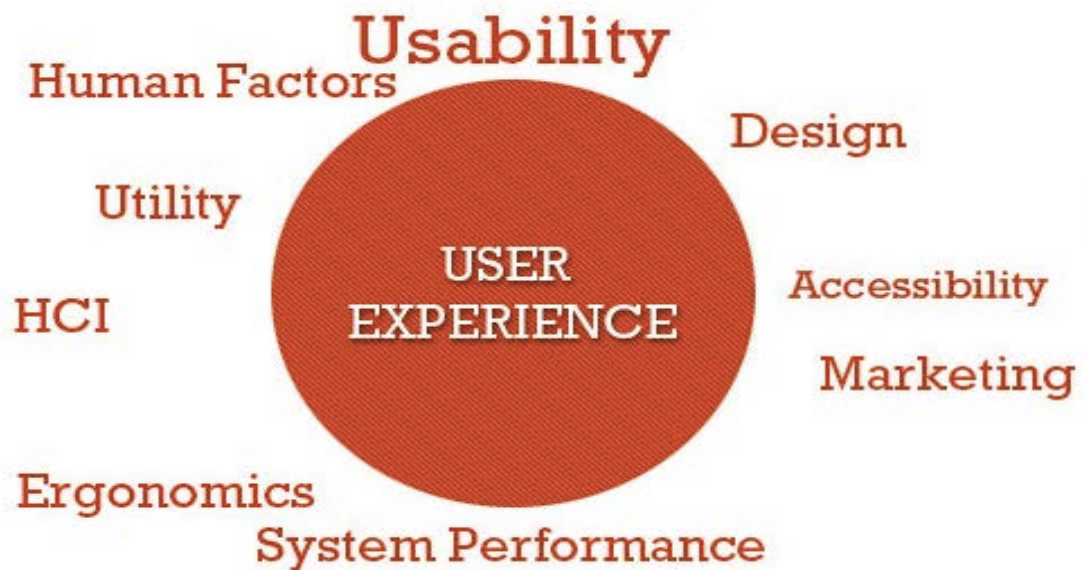 Usability
Human Factors
Design
Utility
USER
EXPERIENCE
Accessibility
HCI
Marketing
Ergonomics
System Performance